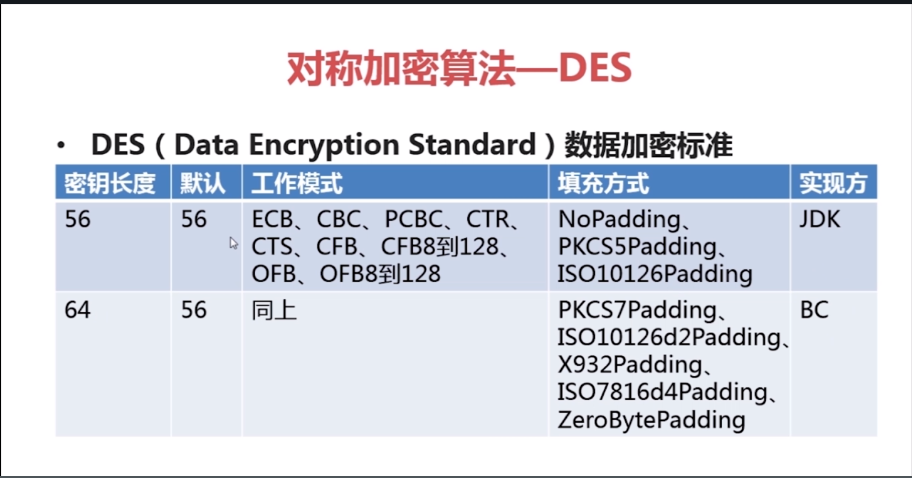 对称加密算法—DES
• DES（Data Encryption Standard）数据加密标准
密钥长度 默认 工作模式 填充方式 实现方
56 56 ECB、CBC、PCBC、CTR、 NoPadding、 JDK
CTS、CFB、CFB8到128、 PKCS5Padding、
OFB、OFB8到128 ISO10126Padding
64 56 同上 PKCS7Padding、 BC
ISO10126d2Padding、
X932Padding、
ISO7816d4Padding、
ZeroBytePadding